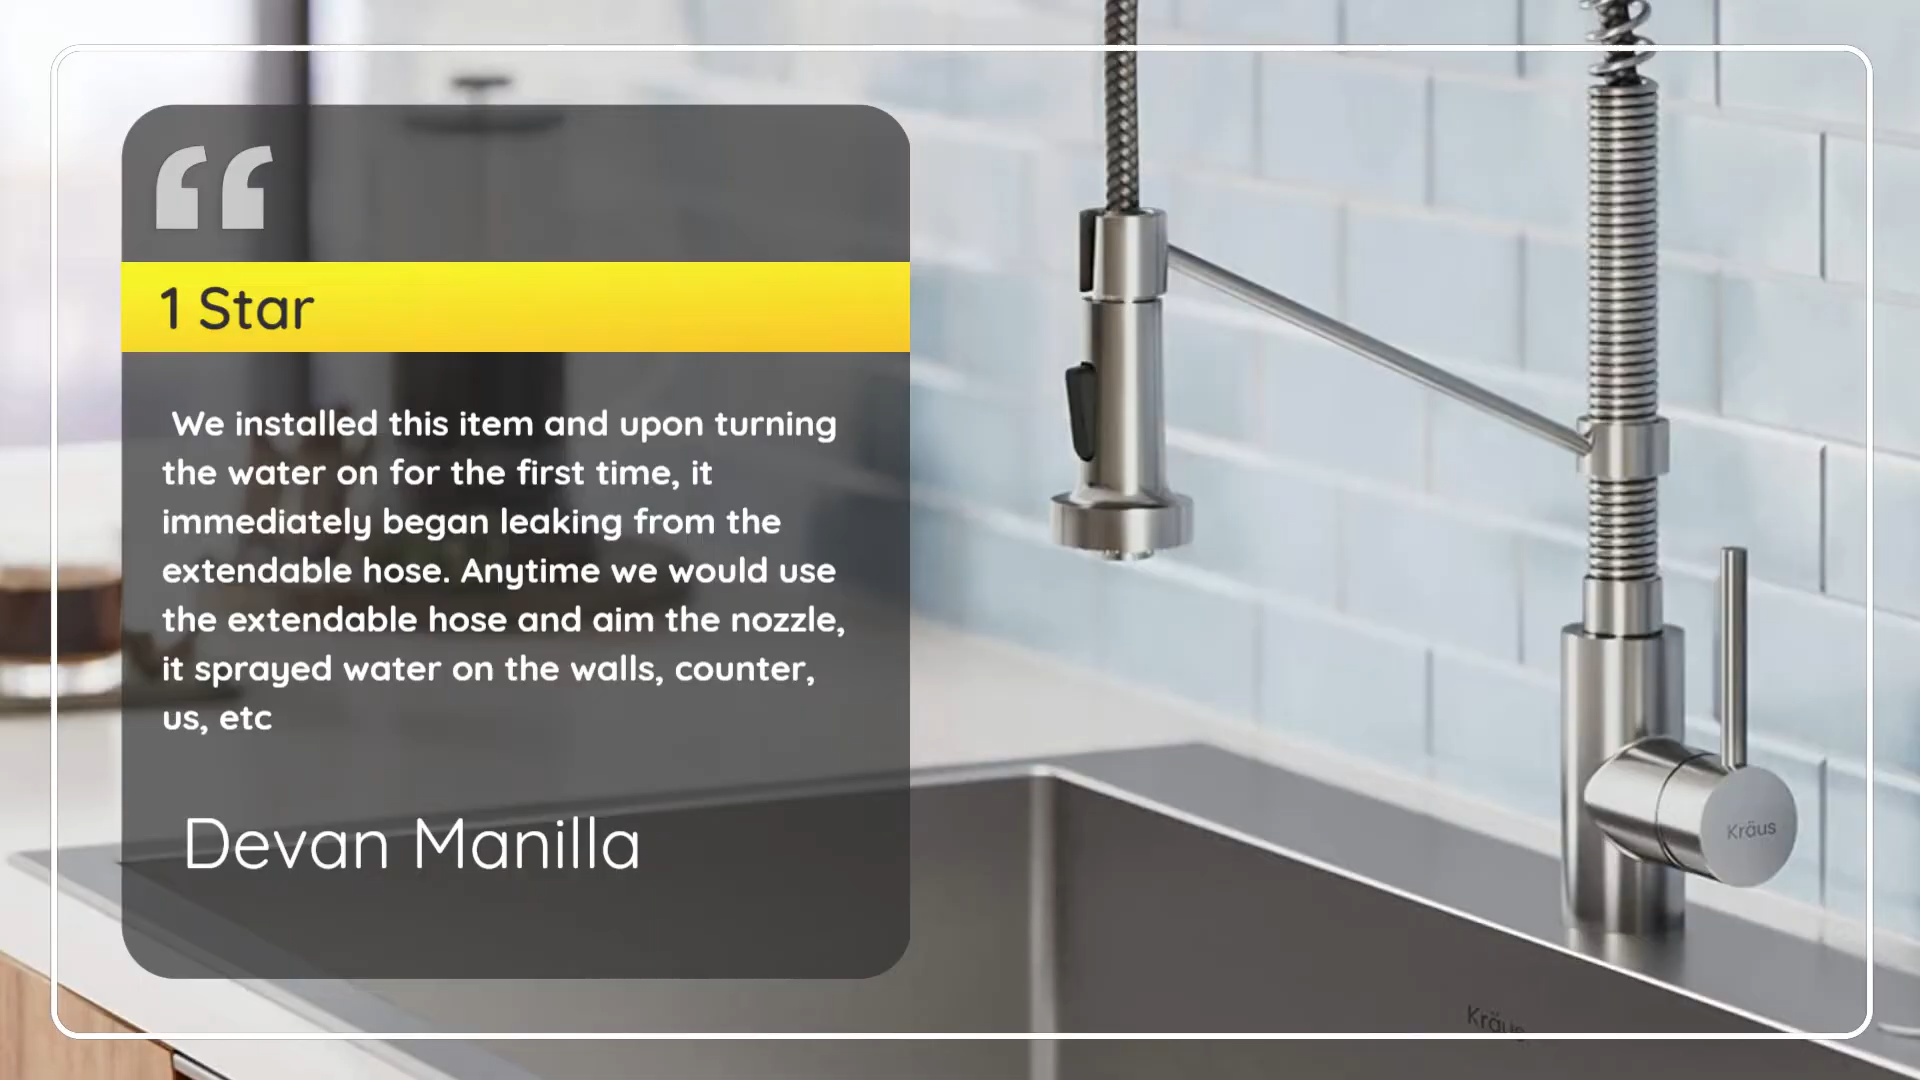 “
1 Star
We installed this item and upon turning
the water on for the first time, it
immediately began leaking from the
extendable hose. Anytime we would use
the extendable hose and aim the nozzle,
it sprayed water on the walls, counter,
us, etc
Devan Manilla
Kräus
Kräus